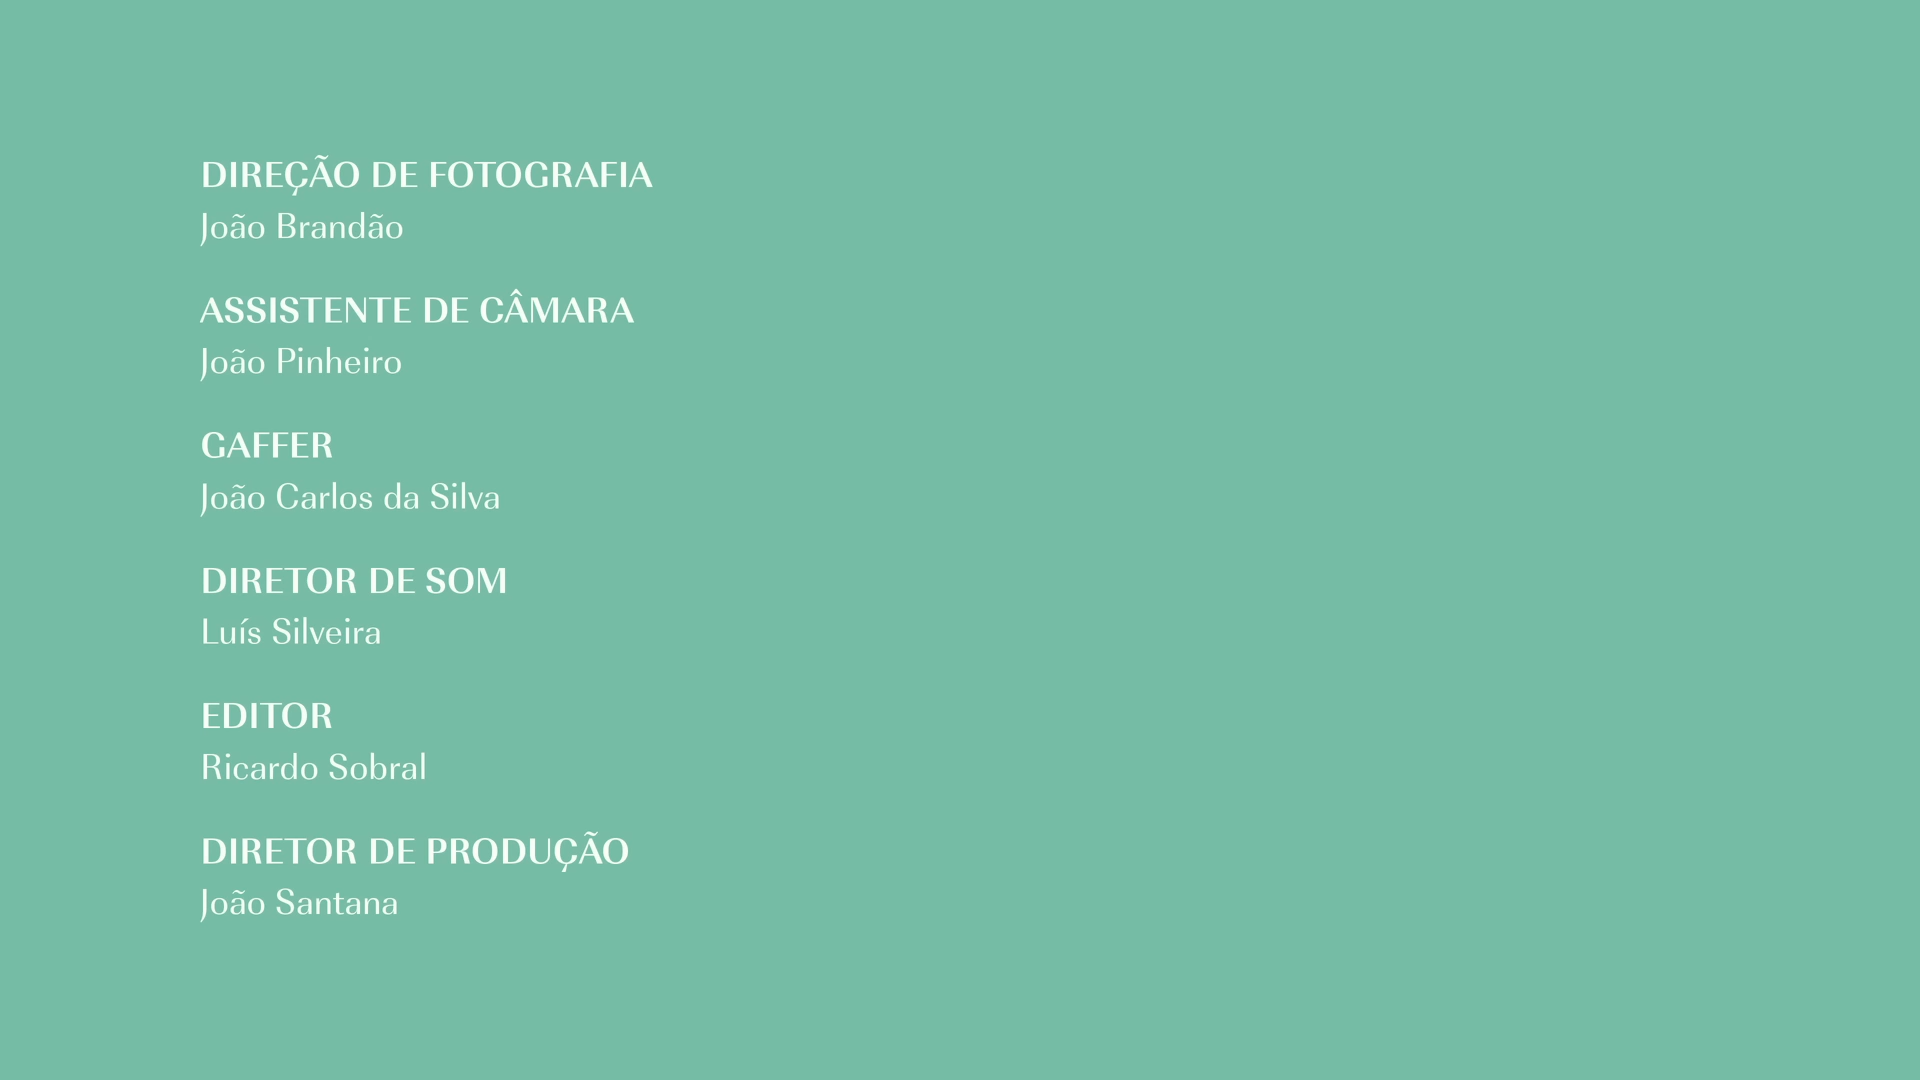 DIREÇÃO DE FOTOGRAFIA
João Brandão
ASSISTENTE DE CÂMARA
João Pinheiro
GAFFER
João Carlos da Silva
DIRETOR DE SOM
Luís Silveira
EDITOR
Ricardo Sobral
DIRETOR DE PRODUÇÃO
João Santana